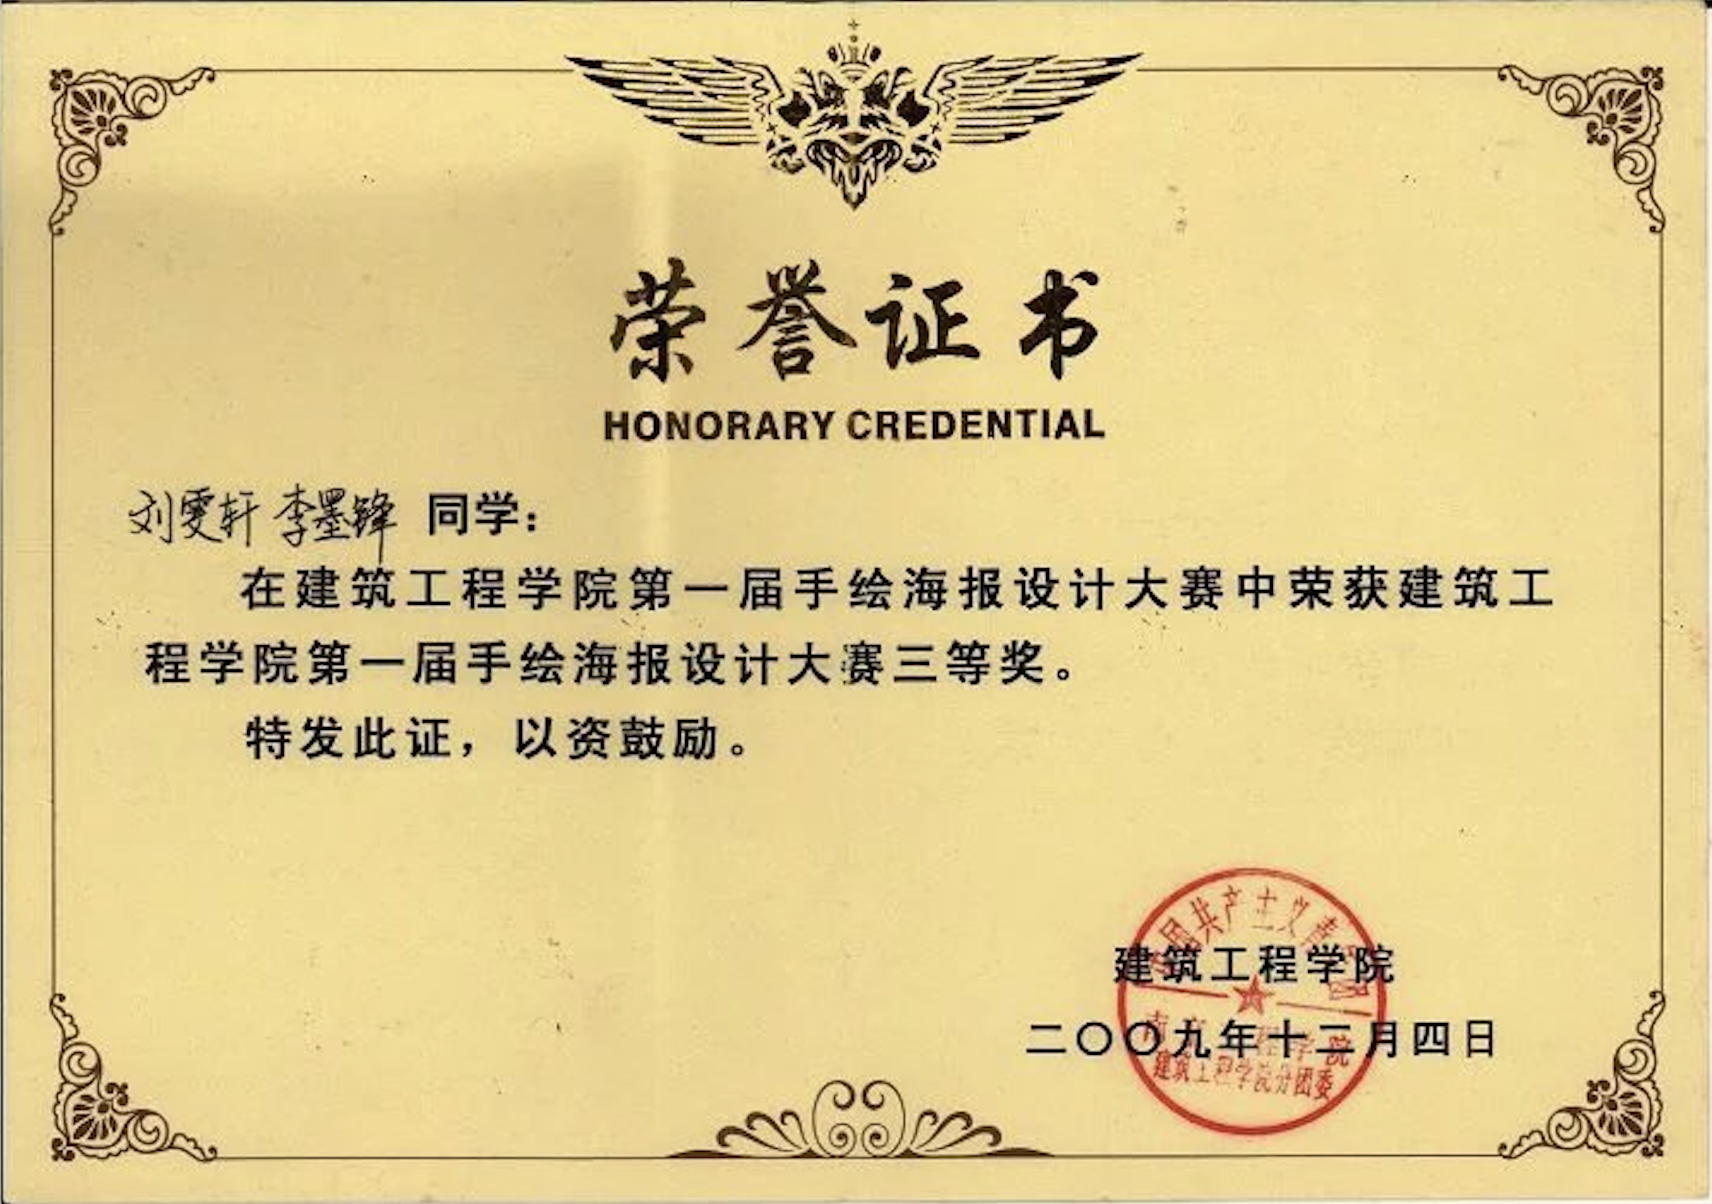 荣誉证书
HONORARY CREDENTIAL
刘雯轩 李墨锋 同学：
在建筑工程学院第一届手绘海报设计大赛中荣获建筑工
程学院第一届手绘海报设计大赛三等奖。
特发此证，以资鼓励。
国共产主义青
建筑工程学院
二〇〇九年十二月四日
南 工程学院
建筑工程学院分团委